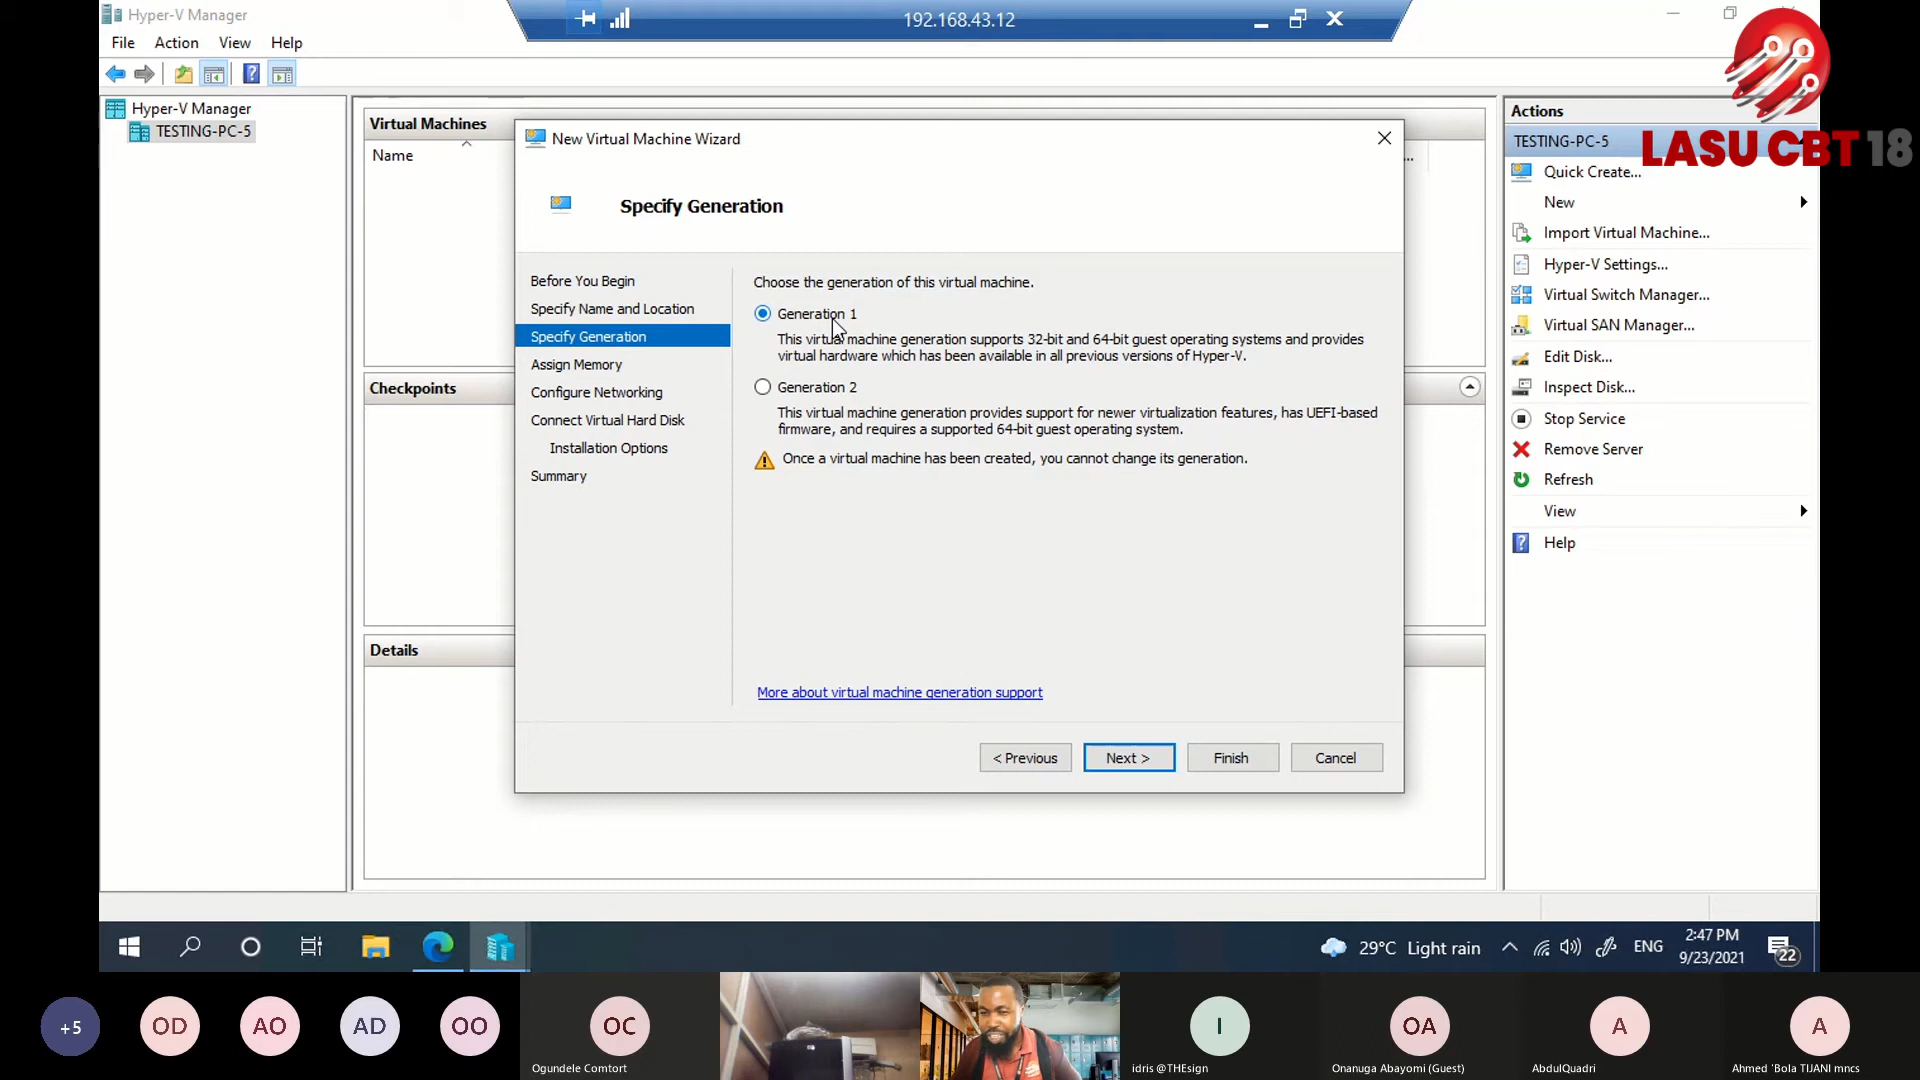 Hyper-V Manager
192.168.43.12
File
Action
View
Help
LASU CBT 18
Hyper-V Manager
TESTING-PC-5
Virtual Machines
Name
Checkpoints
Details
New Virtual Machine Wizard
Specify Generation
Before You Begin
Specify Name and Location
Specify Generation
Assign Memory
Configure Networking
Connect Virtual Hard Disk
Installation Options
Summary
Choose the generation of this virtual machine.
Generation 1
This virtual machine generation supports 32-bit and 64-bit guest operating systems and provides
virtual hardware which has been available in all previous versions of Hyper-V.
Generation 2
This virtual machine generation provides support for newer virtualization features, has UEFI-based
firmware, and requires a supported 64-bit guest operating system.
Once a virtual machine has been created, you cannot change its generation.
More about virtual machine generation support
< Previous
Next >
Finish
Cancel
Actions
TESTING-PC-5
Quick Create...
New
Import Virtual Machine...
Hyper-V Settings...
Virtual Switch Manager...
Virtual SAN Manager...
Edit Disk...
Inspect Disk...
Stop Service
Remove Server
Refresh
View
Help
29°C Light rain
ENG
2:47 PM
9/23/2021
22
+5
OD
AO
AD
OO
OC
Ogundele Comtort
I
idris @THEsign
OA
Onanuga Abayomi (Guest)
A
AbdulQuadri
A
Ahmed 'Bola TIJANI mncs